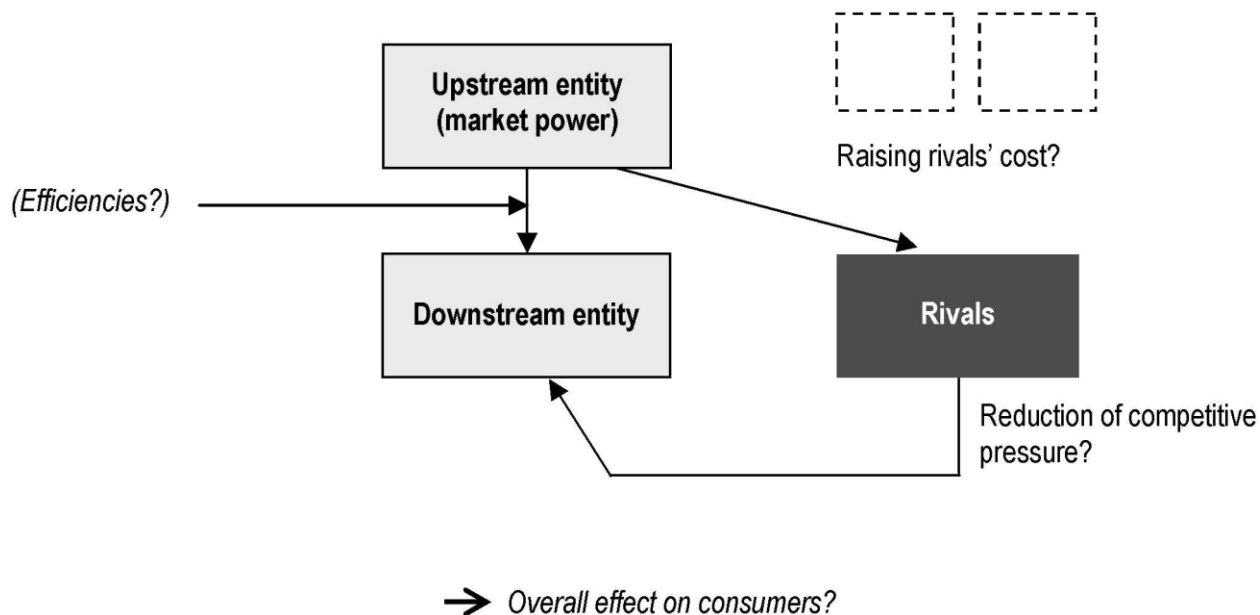 Upstream entity
(market power)
Raising rivals’ cost?
(Efficiencies?)
Downstream entity
Rivals
Reduction of competitive
pressure?
Overall effect on consumers?